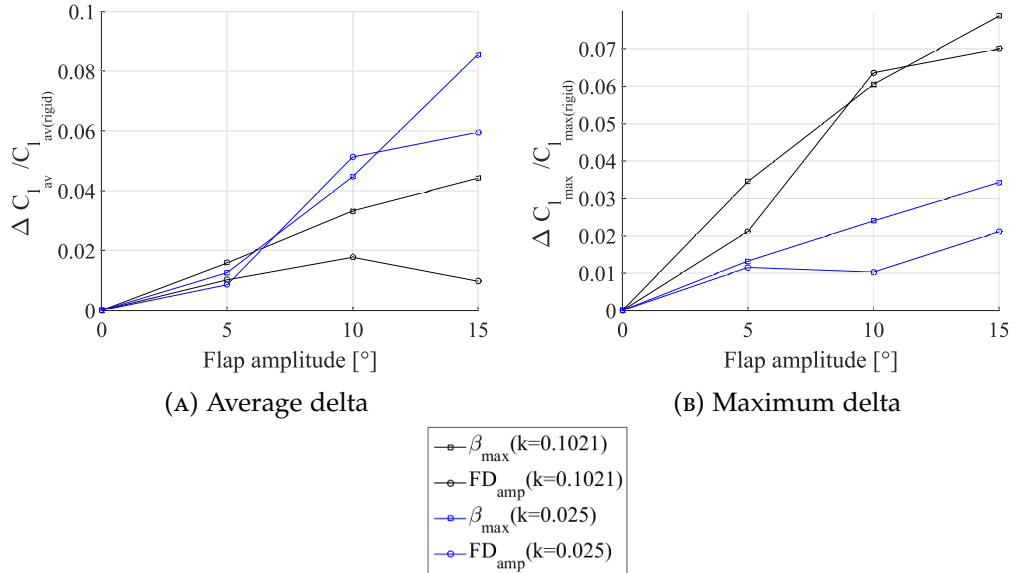 0.1
0.08
0.06
0.04
0.02
0
Δ C_l_av /C_l_av(rigid)
0 5 10 15
Flap amplitude [°]
(A) Average delta
0.07
0.06
0.05
0.04
0.03
0.02
0.01
0
Δ C_l_max /C_l_max(rigid)
0 5 10 15
Flap amplitude [°]
(B) Maximum delta
β_max(k=0.1021)
FD_amp(k=0.1021)
β_max(k=0.025)
FD_amp(k=0.025)